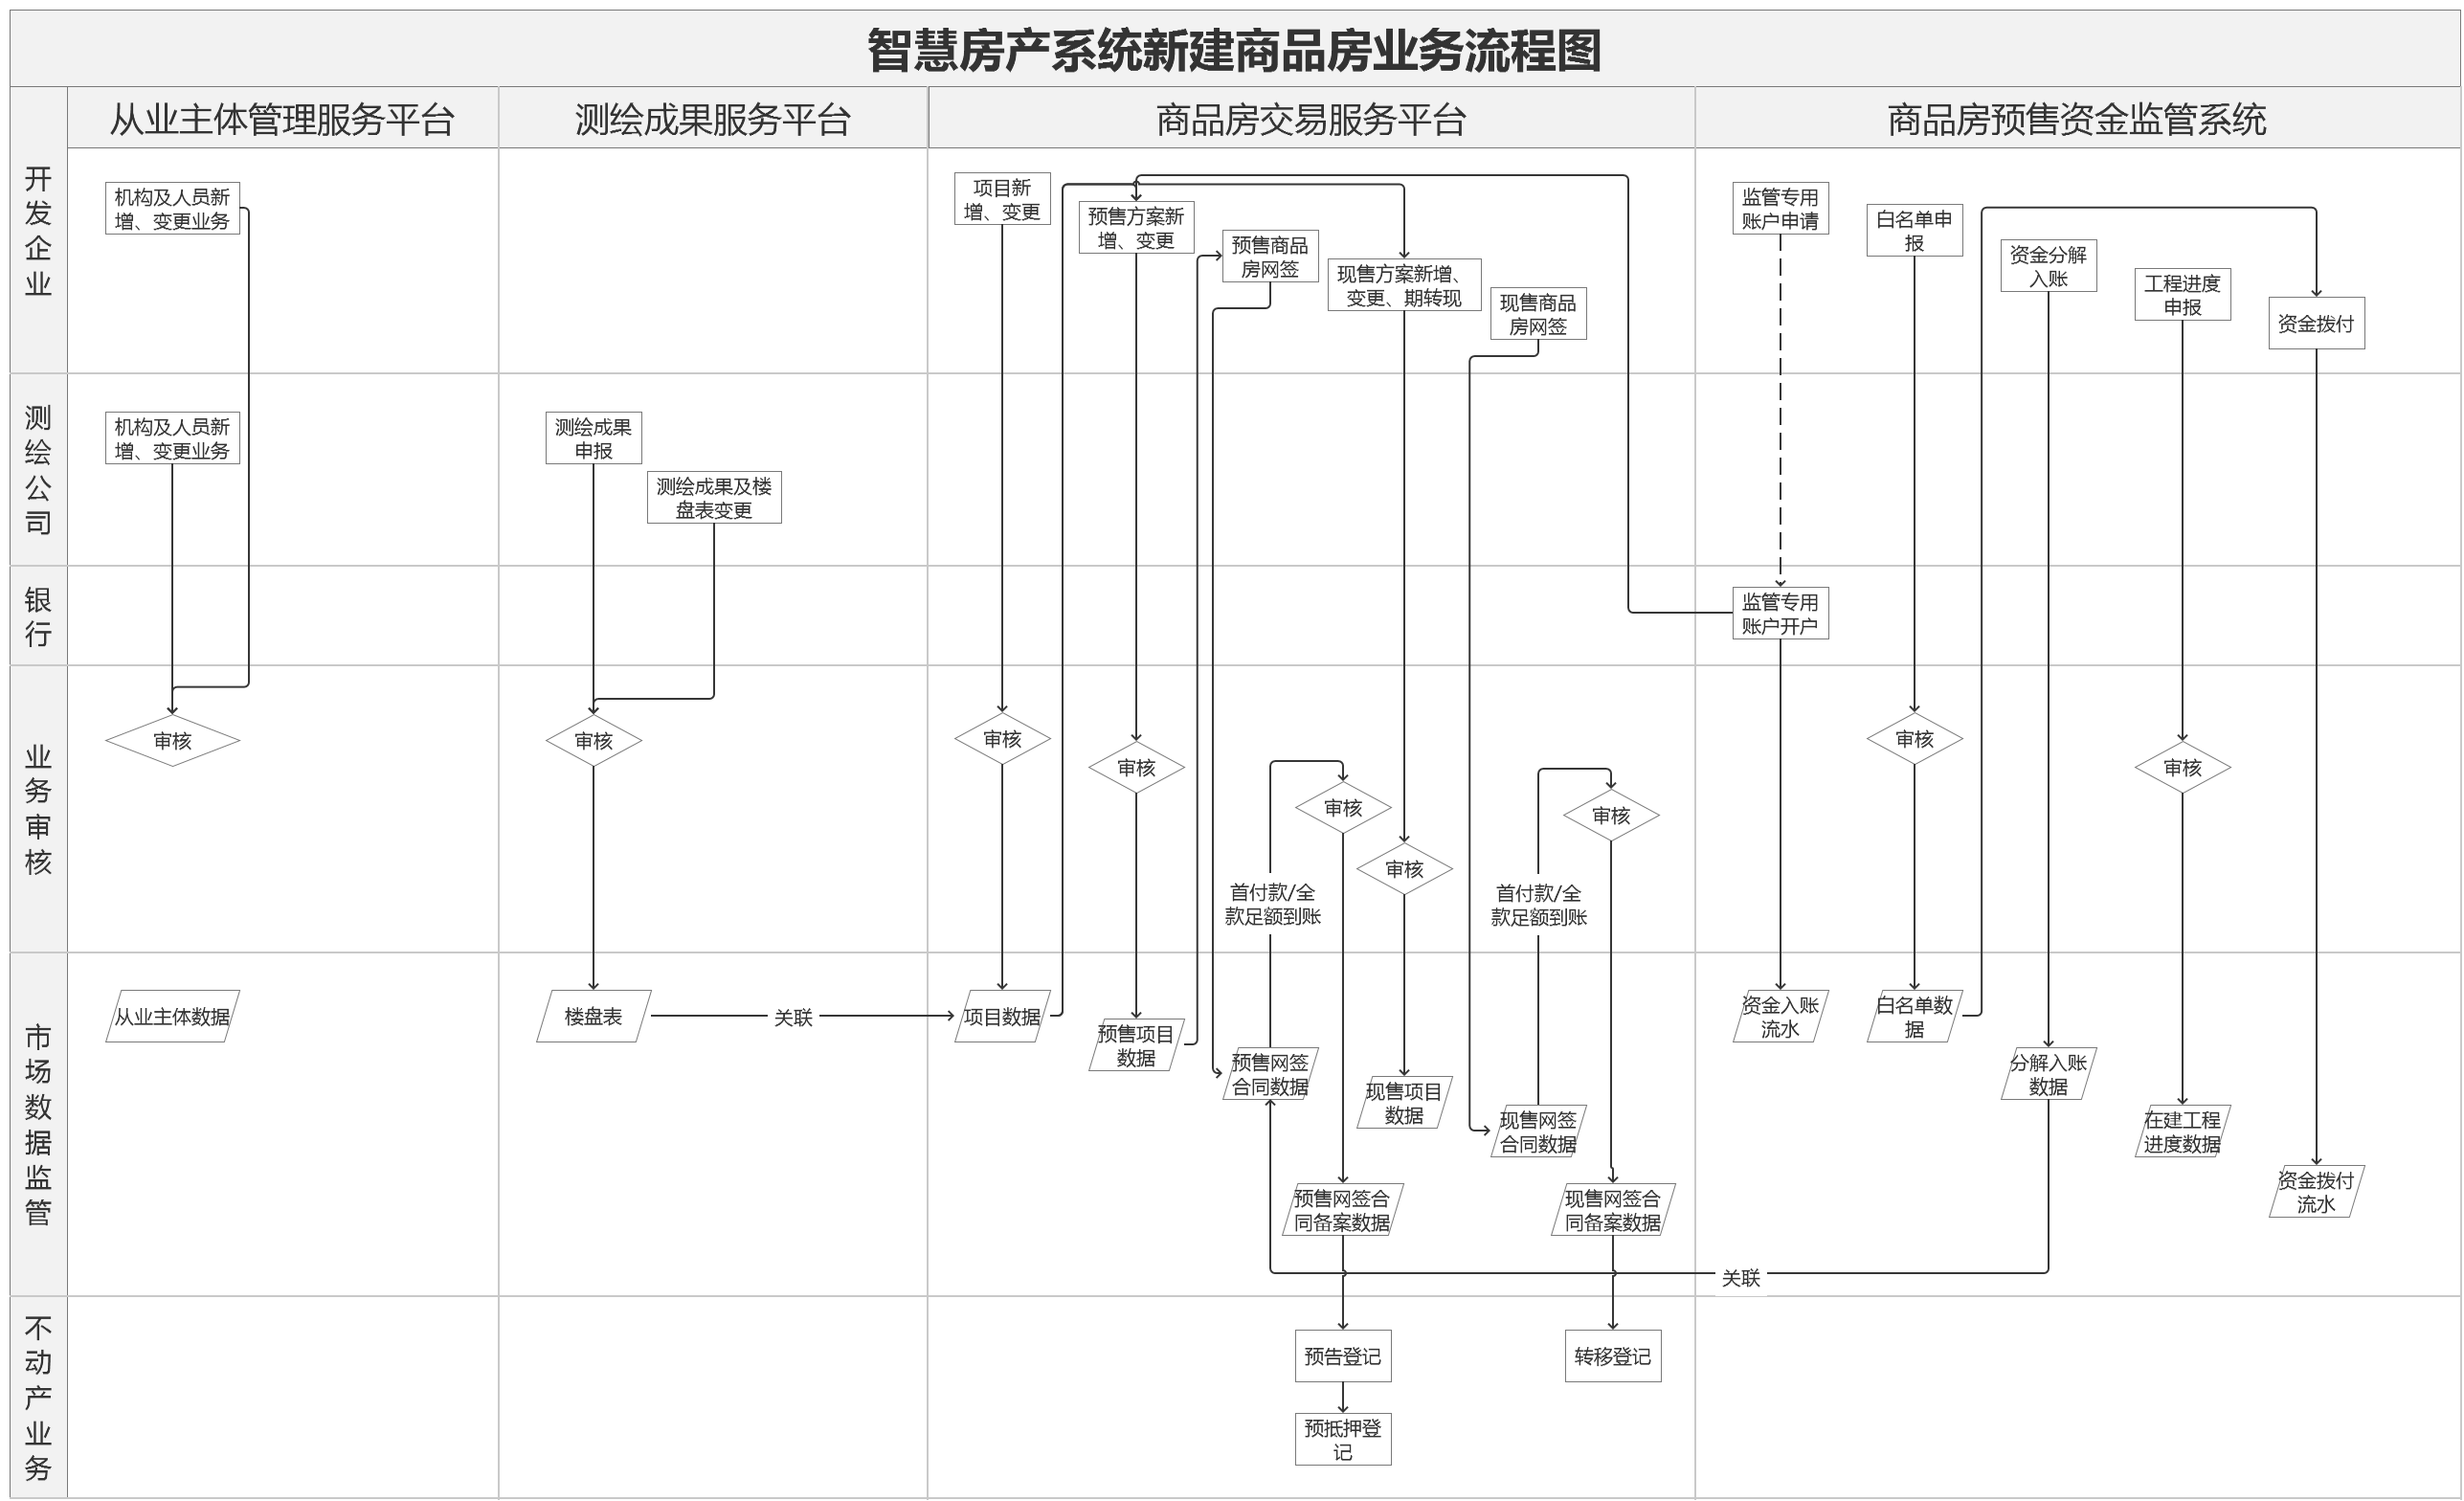 智慧房产系统新建商品房业务流程图
从业主体管理服务平台
测绘成果服务平台
商品房交易服务平台
商品房预售资金监管系统
开
发
企
业
机构及人员新
增、变更业务
项目新
增、变更
预售方案新
增、变更
预售商品
房网签
现售方案新增、
变更、期转现
现售商品
房网签
监管专用
账户申请
白名单申
报
资金分解
入账
工程进度
申报
资金拨付
测
绘
公
司
机构及人员新
增、变更业务
测绘成果
申报
测绘成果及楼
盘表变更
银
行
监管专用
账户开户
业
务
审
核
审核
审核
审核
审核
审核
审核
审核
审核
审核
首付款/全
款足额到账
首付款/全
款足额到账
市
场
数
据
监
管
从业主体数据
楼盘表
关联
项目数据
预售项目
数据
预售网签
合同数据
现售项目
数据
现售网签
合同数据
资金入账
流水
白名单数
据
分解入账
数据
在建工程
进度数据
资金拨付
流水
预售网签合
同备案数据
现售网签合
同备案数据
关联
不
动
产
业
务
预告登记
转移登记
预抵押登
记